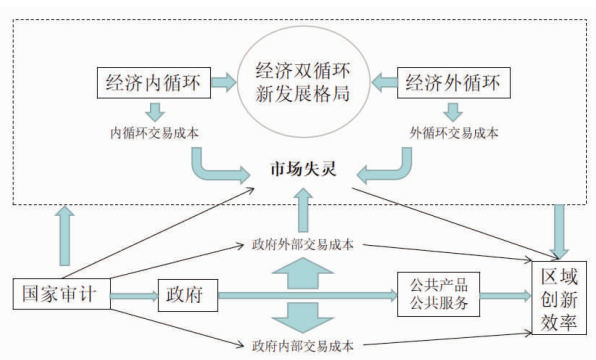 经济双循环
新发展格局
经济内循环
经济外循环
内循环交易成本
外循环交易成本
市场失灵
政府外部交易成本
国家审计
政府
公共产品
公共服务
区域
创新
效率
政府内部交易成本